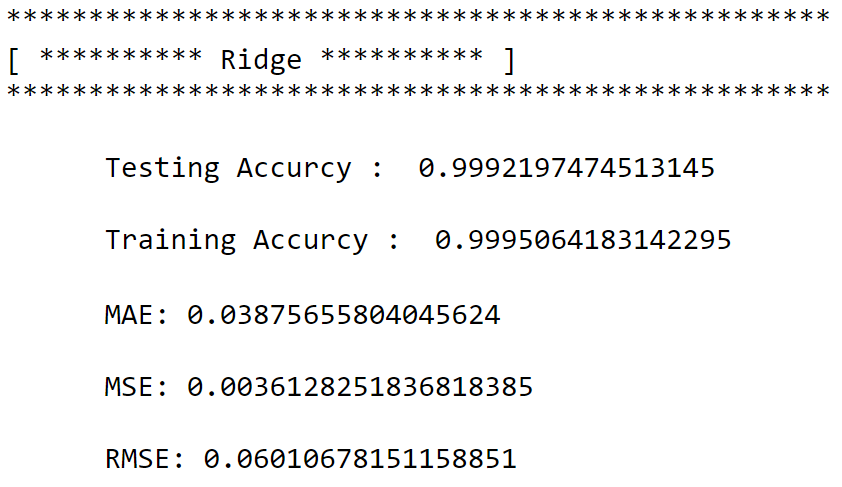 **************************************************
[ ********** Ridge ********** ]
**************************************************
Testing Accurcy :  0.9992197474513145
Training Accurcy :  0.9995064183142295
MAE: 0.03875655804045624
MSE: 0.0036128251836818385
RMSE: 0.06010678151158851